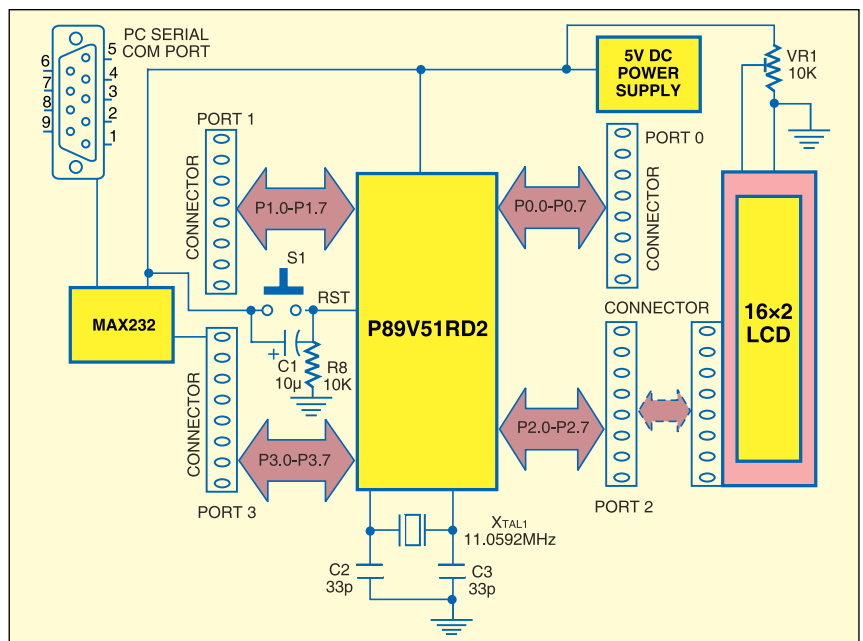 PC SERIAL
COM PORT
5
4
3
2
1
6
7
8
9
5V DC
POWER
SUPPLY
VR1
10K
PORT 1
CONNECTOR
P1.0-P1.7
PORT 0
CONNECTOR
P0.0-P0.7
S1
RST
MAX232
P89V51RD2
+
C1
10µ
R8
10K
CONNECTOR
16×2
LCD
CONNECTOR
P3.0-P3.7
PORT 3
P2.0-P2.7
PORT 2
XTAL1
11.0592MHz
C2
33p
C3
33p